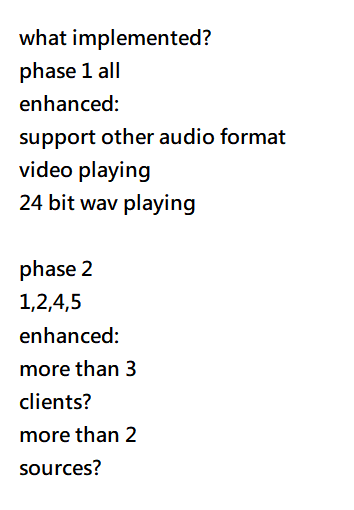 what implemented?
phase 1 all
enhanced:
support other audio format
video playing
24 bit wav playing
phase 2
1,2,4,5
enhanced:
more than 3
clients?
more than 2
sources?